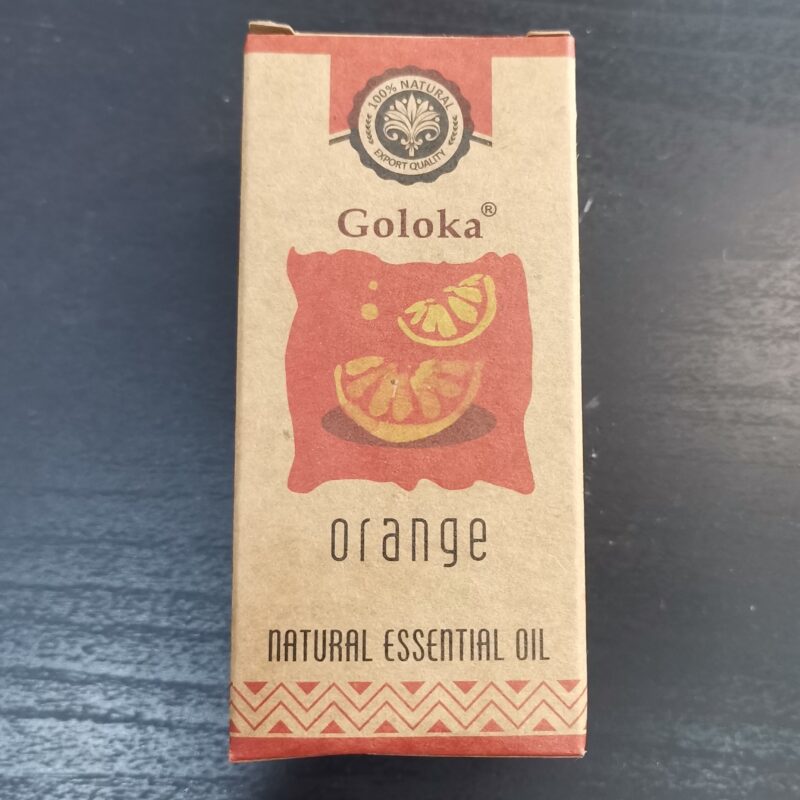 100% NATURAL
EXPORT QUALITY
Goloka®
orange
NATURAL ESSENTIAL OIL